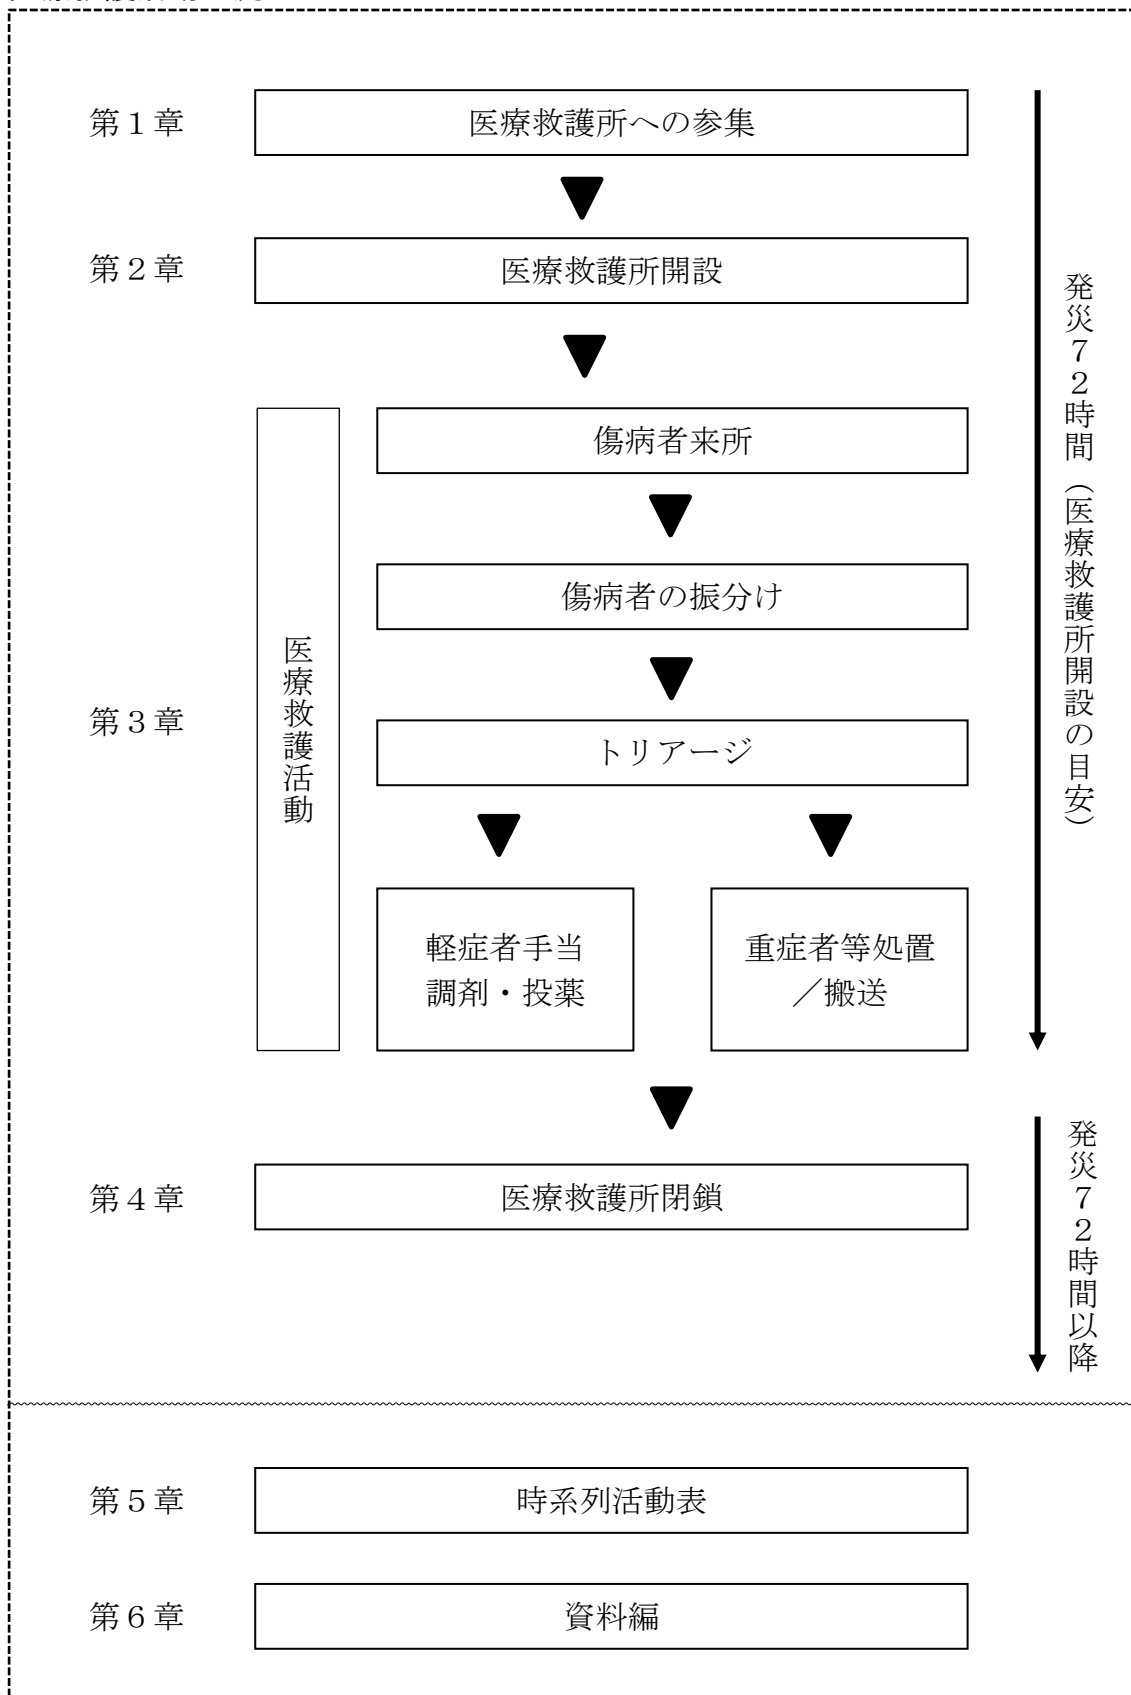 第１章
医療救護所への参集
第２章
医療救護所開設
発災７２時間（医療救護所開設の目安）
傷病者来所
傷病者の振分け
第３章
医療救護活動
トリアージ
軽症者手当
調剤・投薬
重症者等処置
／搬送
第４章
医療救護所閉鎖
発災７２時間以降
第５章
時系列活動表
第６章
資料編